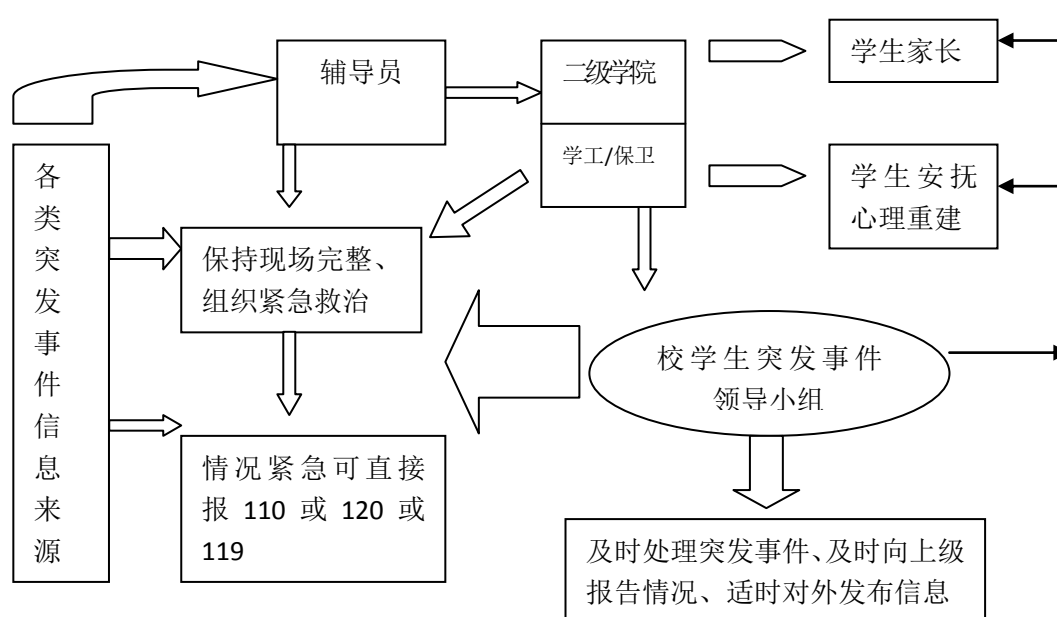 辅导员
二级学院
学工/保卫
学生家长
学生安抚
心理重建
各
类
突
发
事
件
信
息
来
源
保持现场完整、
组织紧急救治
情况紧急可直接
报 110 或 120 或
119
校学生突发事件
领导小组
及时处理突发事件、及时向上级
报告情况、适时对外发布信息